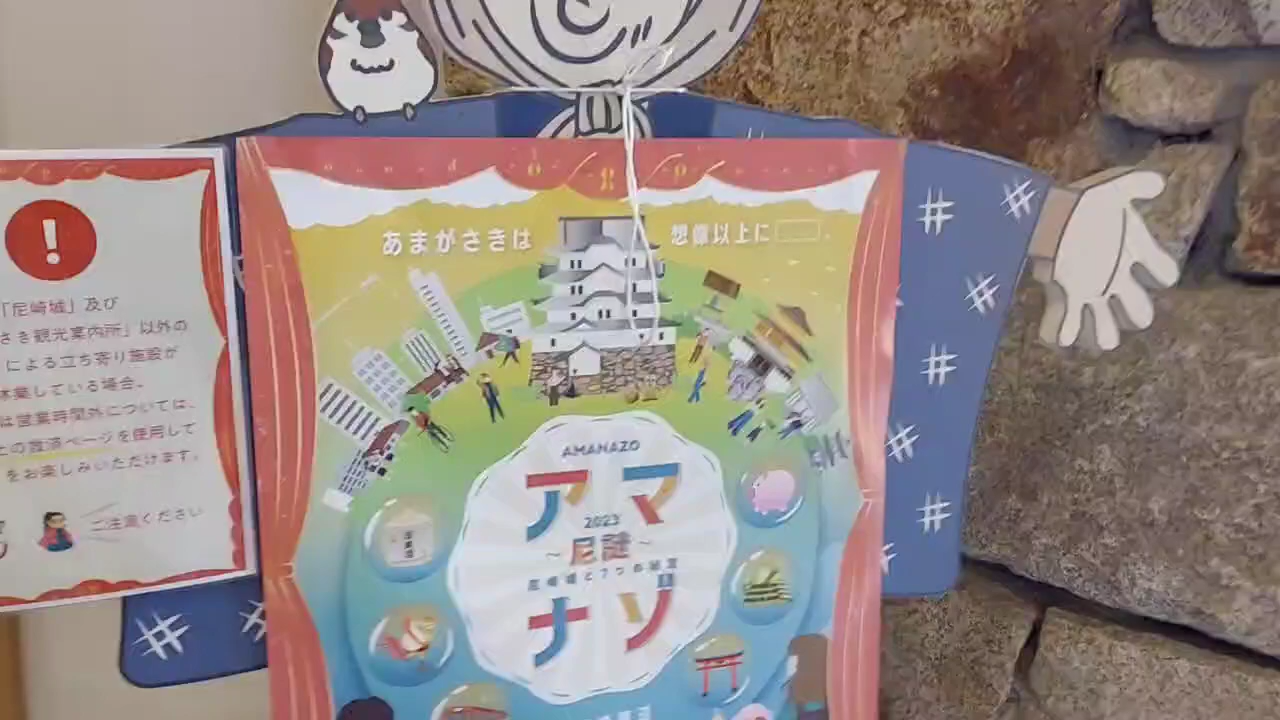 「尼崎城」及び
さき観光案内所」以外の
による立ち寄り施設が
休業している場合、
は営業時間外については、
上の救済ページを使用して
をお楽しみいただけます。
ご注意ください
あまがさきは
想像以上に
AMANAZO
アマ
2023
～尼謎～
尼崎城と7つの秘宝
ナゾ